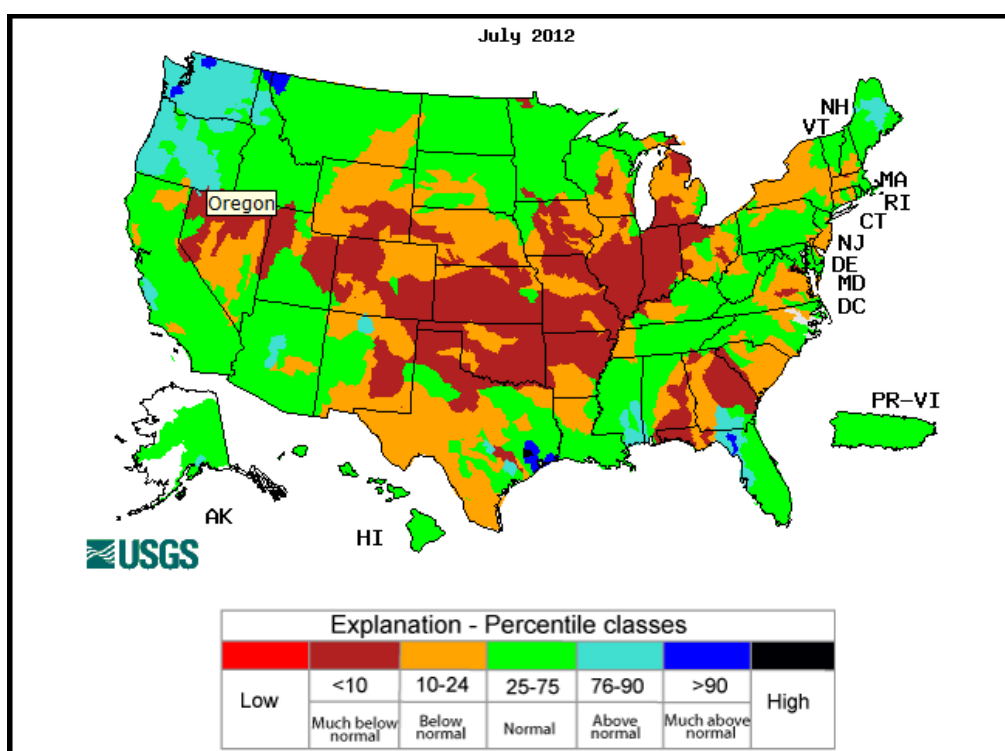 July 2012
NH
VT
MA
RI
CT
NJ
DE
MD
DC
Oregon
PR-VI
AK
HI
USGS
Explanation - Percentile classes
Low
<10
10-24
25-75
76-90
>90
High
Much below normal
Below normal
Normal
Above normal
Much above normal